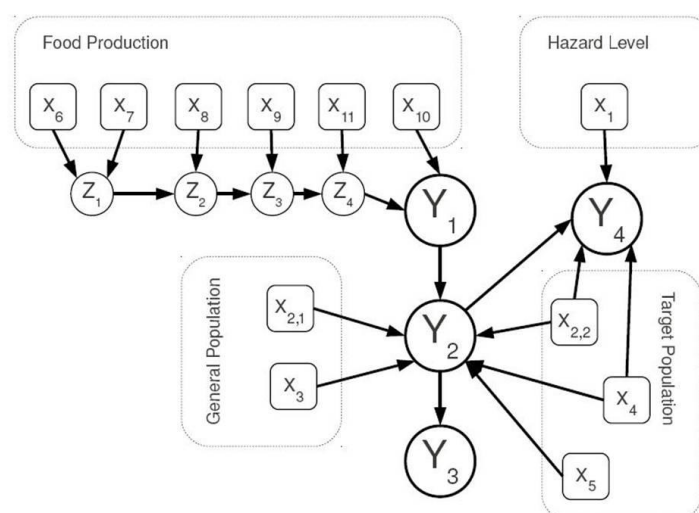 Food Production
Hazard Level
X6 X7 X8 X9 X11 X10 X1
Z1 Z2 Z3 Z4 Y1 Y4
General Population
X2,1
X3
Y2
X2,2
X4
Target Population
Y3
X5